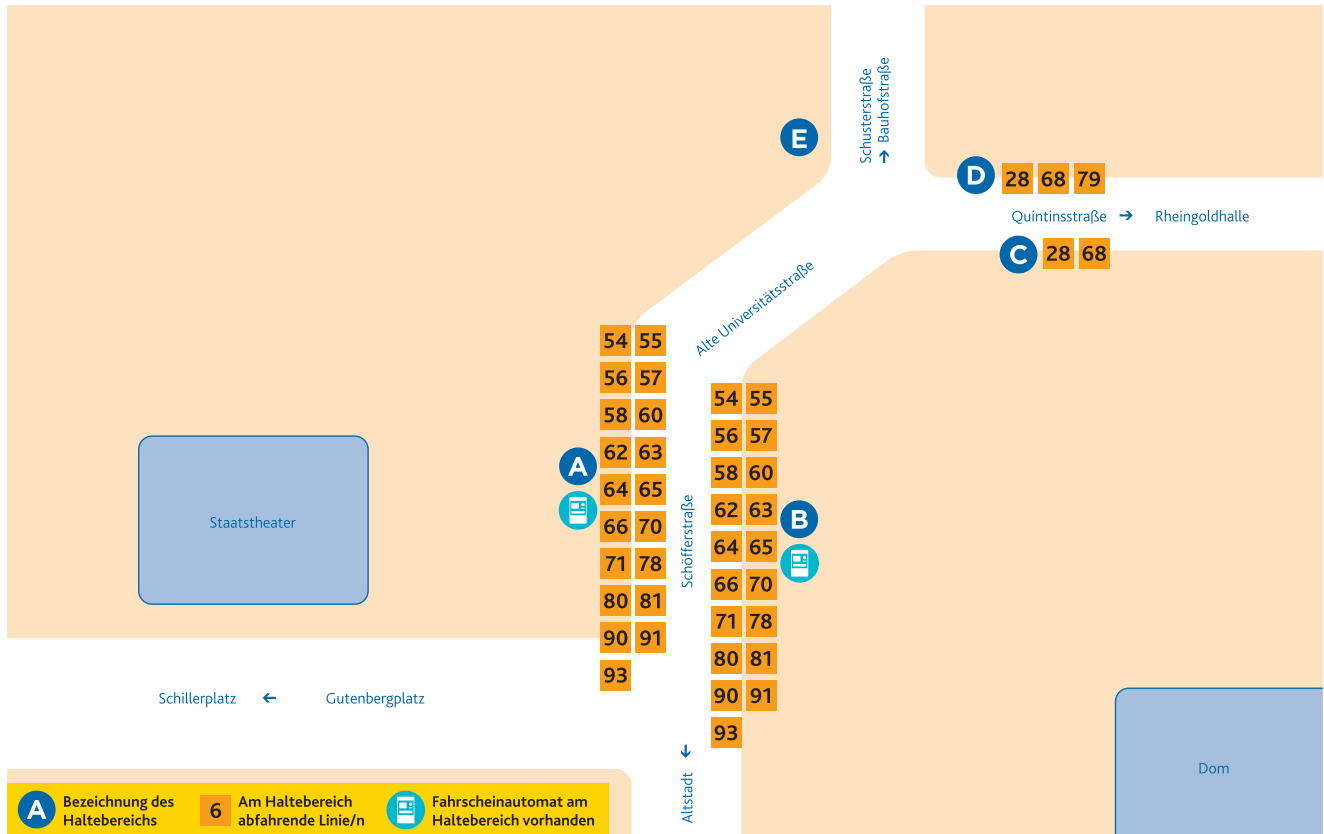 Schusterstraße
→ Bauhofstraße
E
D 28 68 79
Quintinsstraße → Rheingoldhalle
C 28 68
Alte Universitätsstraße
54 55
56 57
58 60
62 63
64 65
66 70
71 78
80 81
90 91
93
A
Schöfferstraße
54 55
56 57
58 60
62 63
64 65
66 70
71 78
80 81
90 91
93
B
Staatstheater
Schillerplatz ← Gutenbergplatz
Altstadt ←
Dom
A
Bezeichnung des
Haltebereichs
6
Am Haltebereich
abfahrende Linie/n
Fahrscheinautomat am
Haltebereich vorhanden